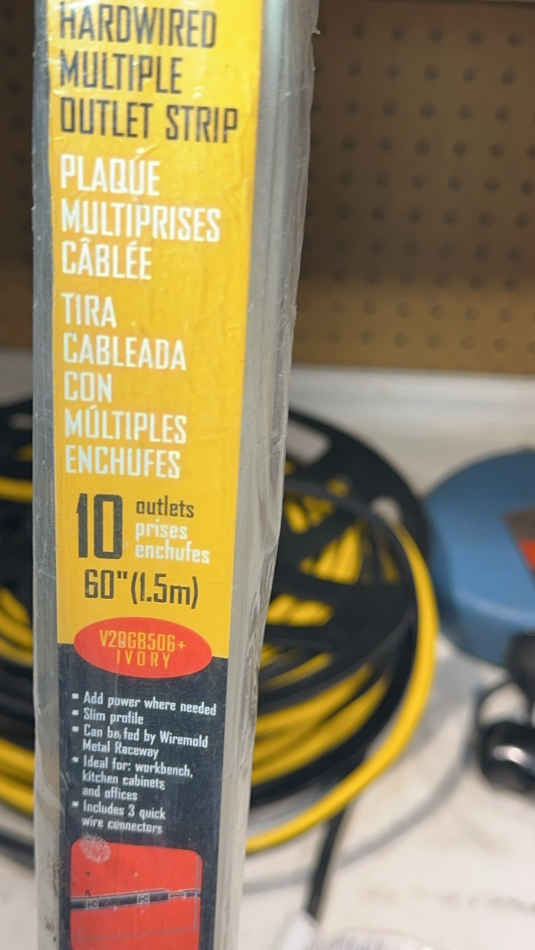 HARDWIRED
MULTIPLE
OUTLET STRIP
PLAQUE
MULTIPRISES
CÂBLÉE
TIRA
CABLEADA
CON
MÚLTIPLES
ENCHUFES
10 outlets
prises
enchufes
60" (1.5m)
V20GB506+
IVORY
Add power where needed
Slim profile
Can be fed by Wiremold
Metal Raceway
Ideal for: workbench,
kitchen cabinets
and offices
Includes 3 quick
wire connectors